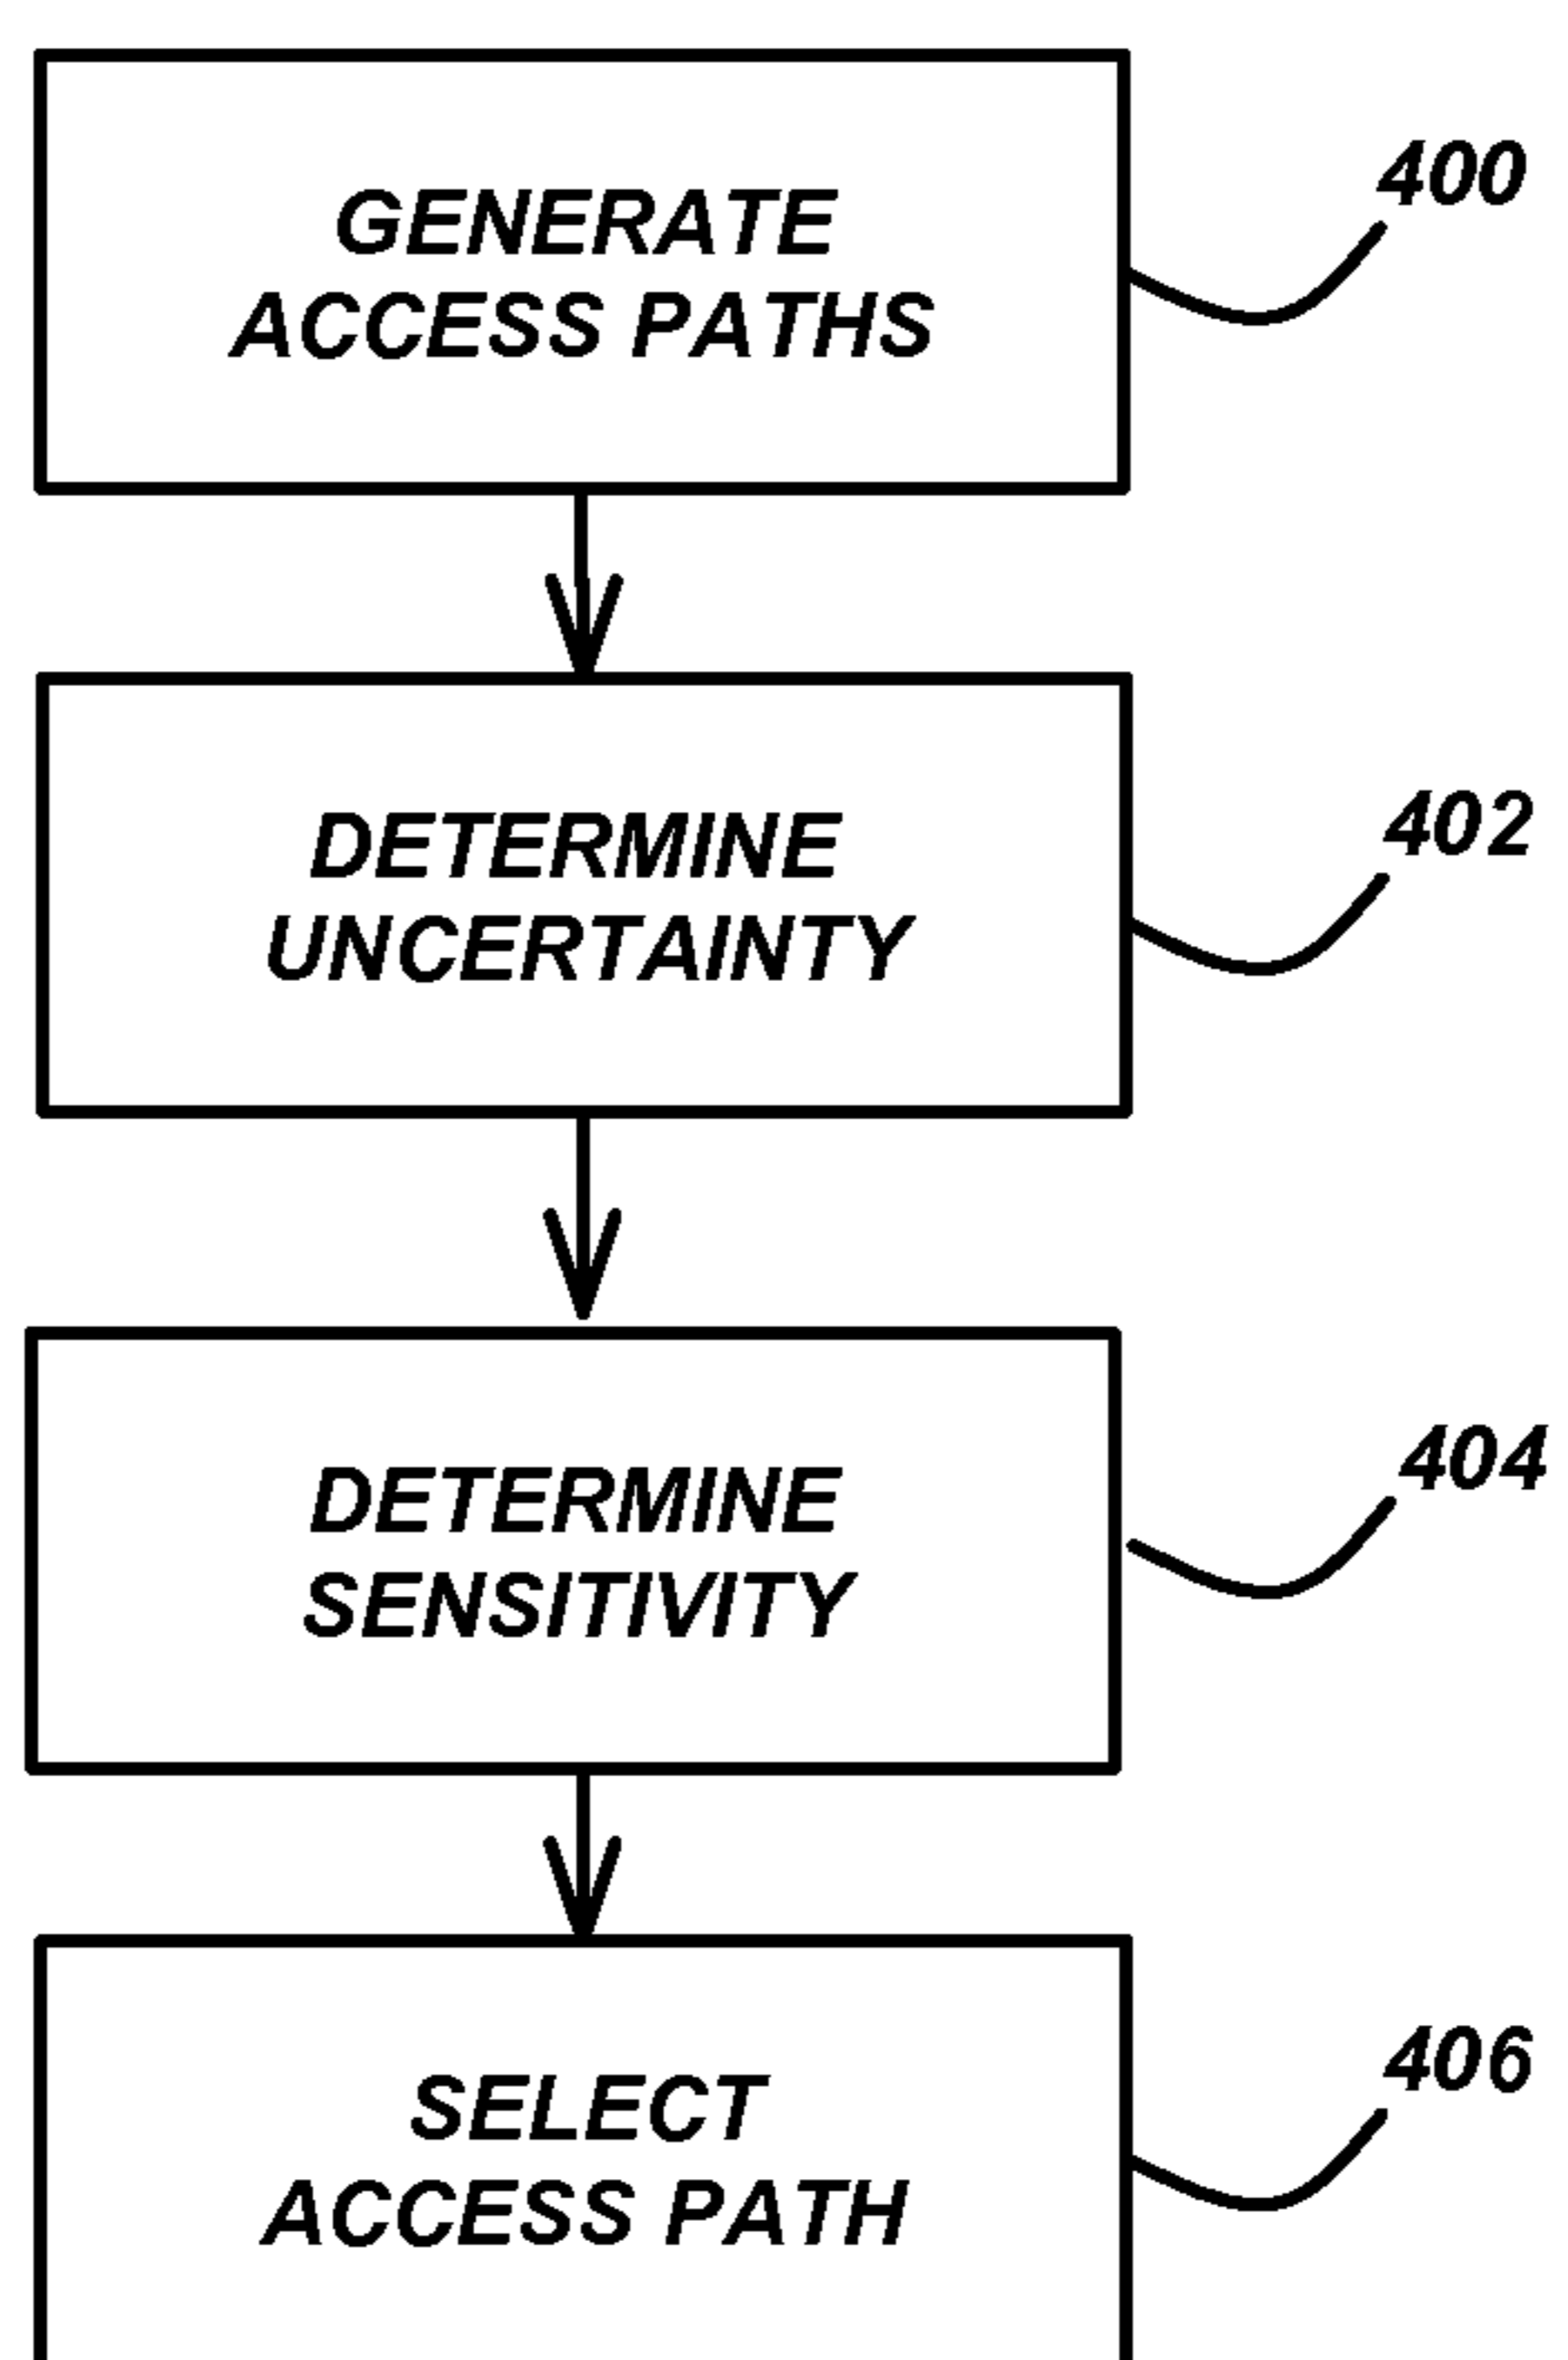 GENERATE
ACCESS PATHS
400
DETERMINE
UNCERTAINTY
402
DETERMINE
SENSITIVITY
404
SELECT
ACCESS PATH
406